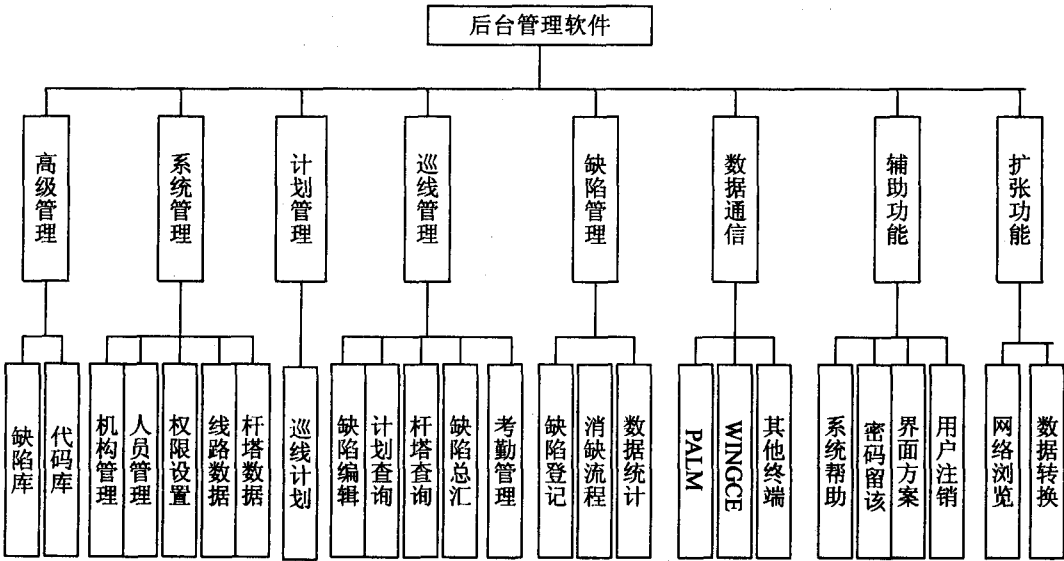 后台管理软件
高级管理
系统管理
计划管理
巡线管理
缺陷管理
数据通信
辅助功能
扩张功能
缺陷库
代码库
机构管理
人员管理
权限设置
线路数据
杆塔数据
巡线计划
缺陷编辑
计划查询
杆塔查询
缺陷总汇
考勤管理
缺陷登记
消缺流程
数据统计
PALM
WINGCE
其他终端
系统帮助
密码留该
界面方案
用户注销
网络浏览
数据转换